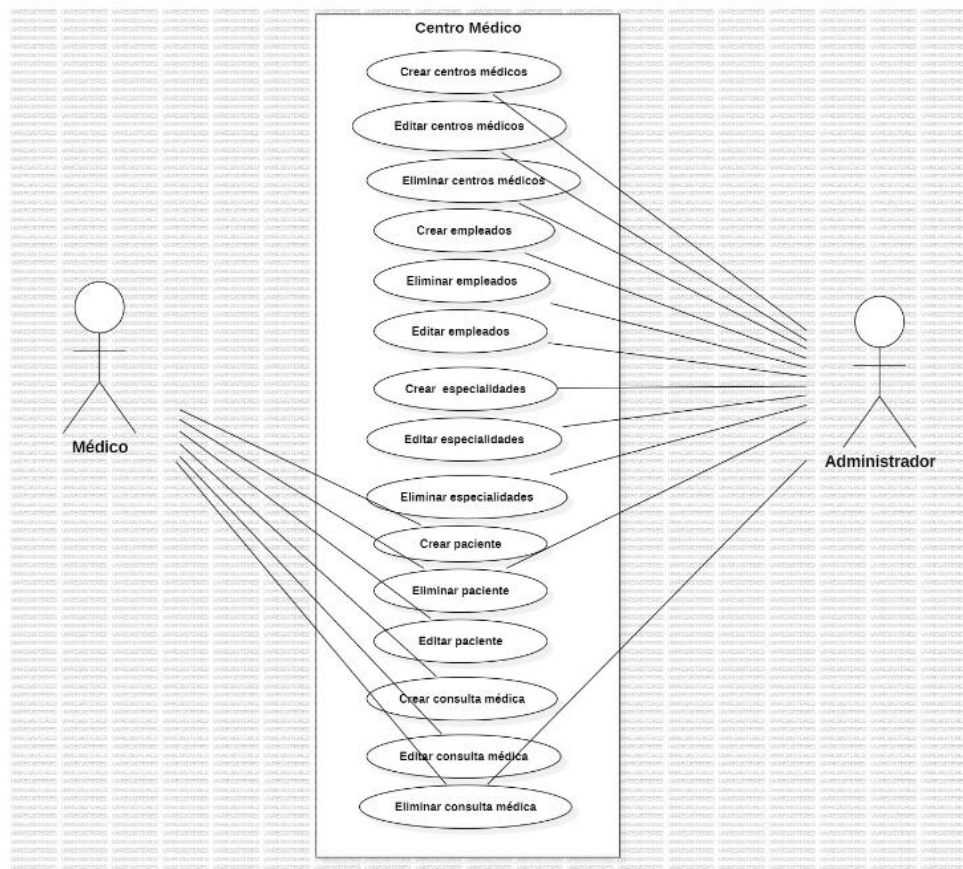 Centro Médico
Crear centros médicos
Editar centros médicos
Eliminar centros médicos
Crear empleados
Eliminar empleados
Editar empleados
Crear especialidades
Editar especialidades
Eliminar especialidades
Crear paciente
Eliminar paciente
Editar paciente
Crear consulta médica
Editar consulta médica
Eliminar consulta médica
Médico
Administrador